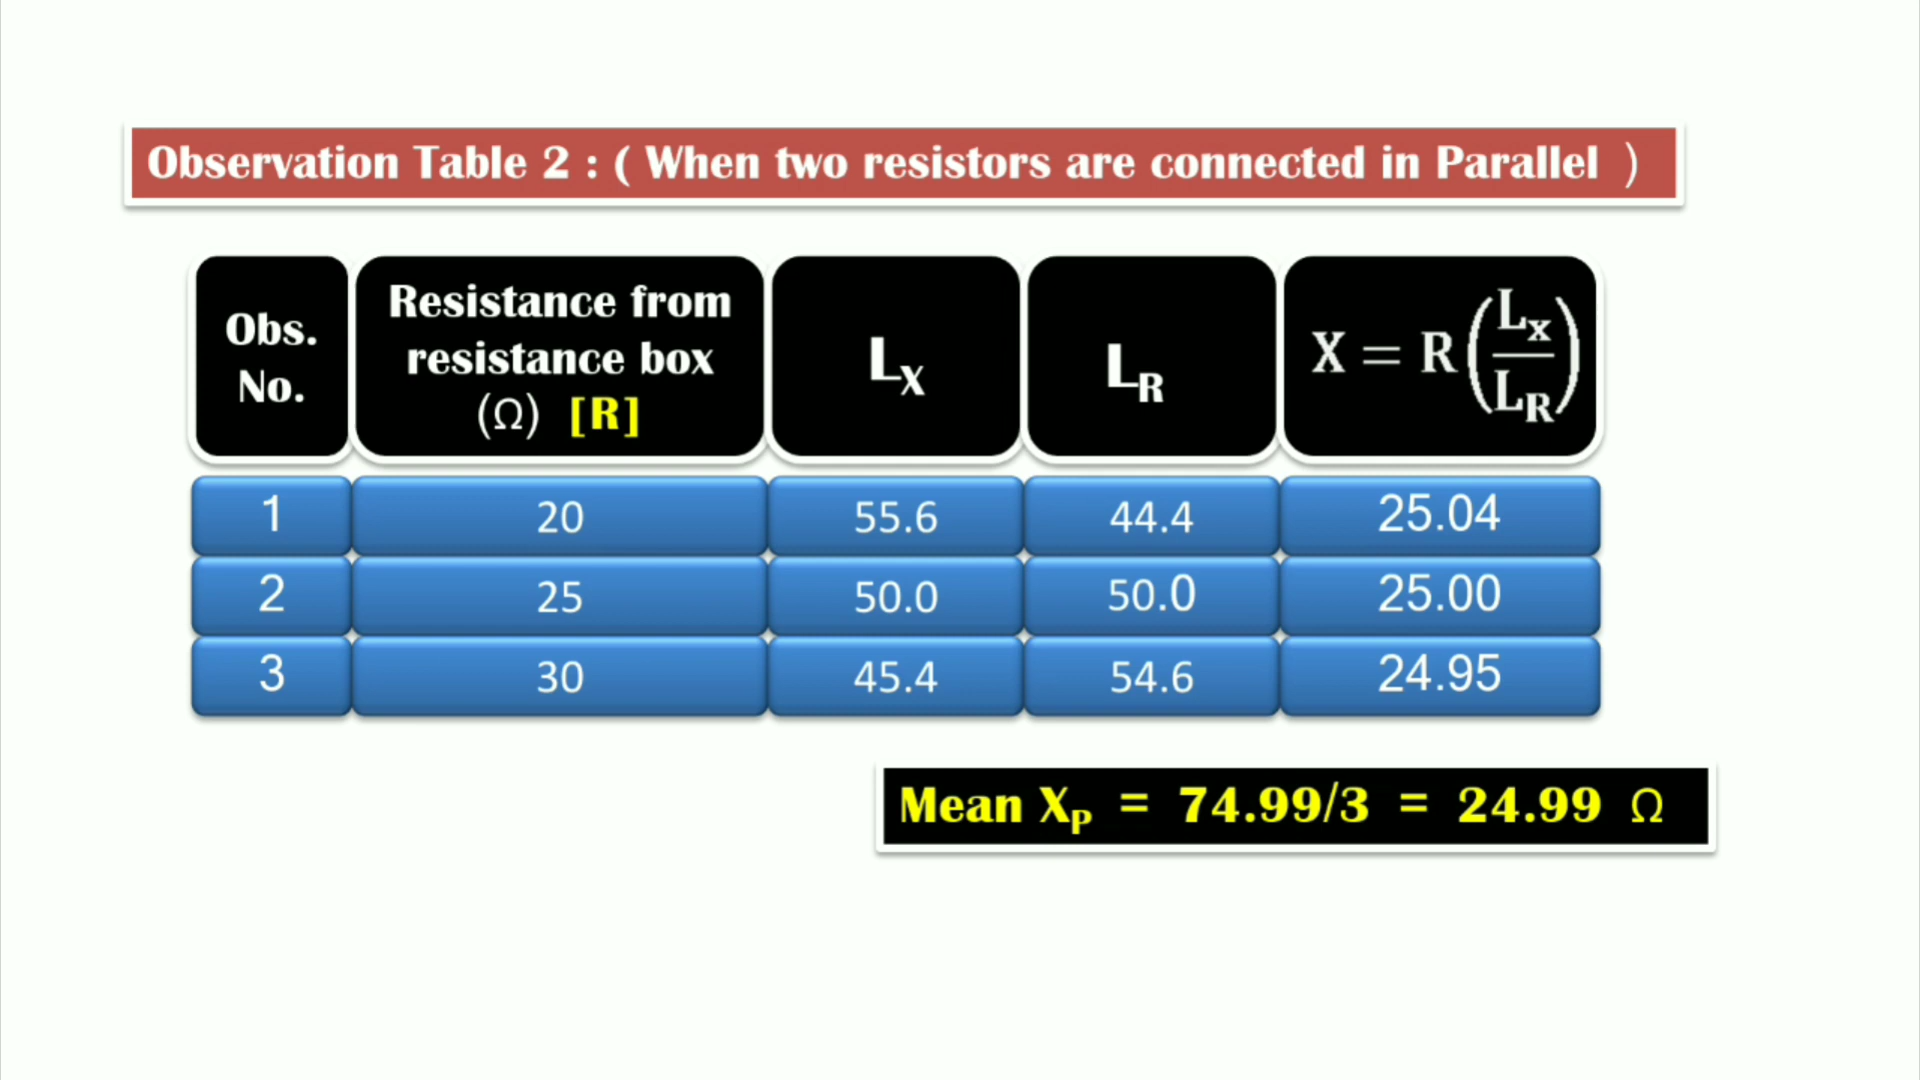 Observation Table 2 : ( When two resistors are connected in Parallel )
Obs. No.
Resistance from resistance box (Ω) [R]
Lx
LR
X = R(Lx/LR)
1 20 55.6 44.4 25.04
2 25 50.0 50.0 25.00
3 30 45.4 54.6 24.95
Mean XP = 74.99/3 = 24.99 Ω